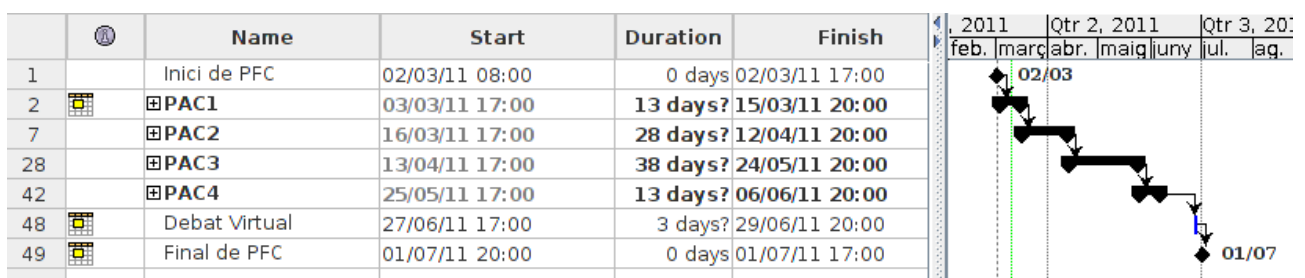 Name Start Duration Finish
, 2011 Qtr 2, 2011 Qtr 3, 201
feb. març abr. maig juny jul. ag.
1 Inici de PFC 02/03/11 08:00 0 days 02/03/11 17:00 02/03
2 PAC1 03/03/11 17:00 13 days? 15/03/11 20:00
7 PAC2 16/03/11 17:00 28 days? 12/04/11 20:00
28 PAC3 13/04/11 17:00 38 days? 24/05/11 20:00
42 PAC4 25/05/11 17:00 13 days? 06/06/11 20:00
48 Debat Virtual 27/06/11 17:00 3 days? 29/06/11 20:00
49 Final de PFC 01/07/11 20:00 0 days 01/07/11 17:00 01/07